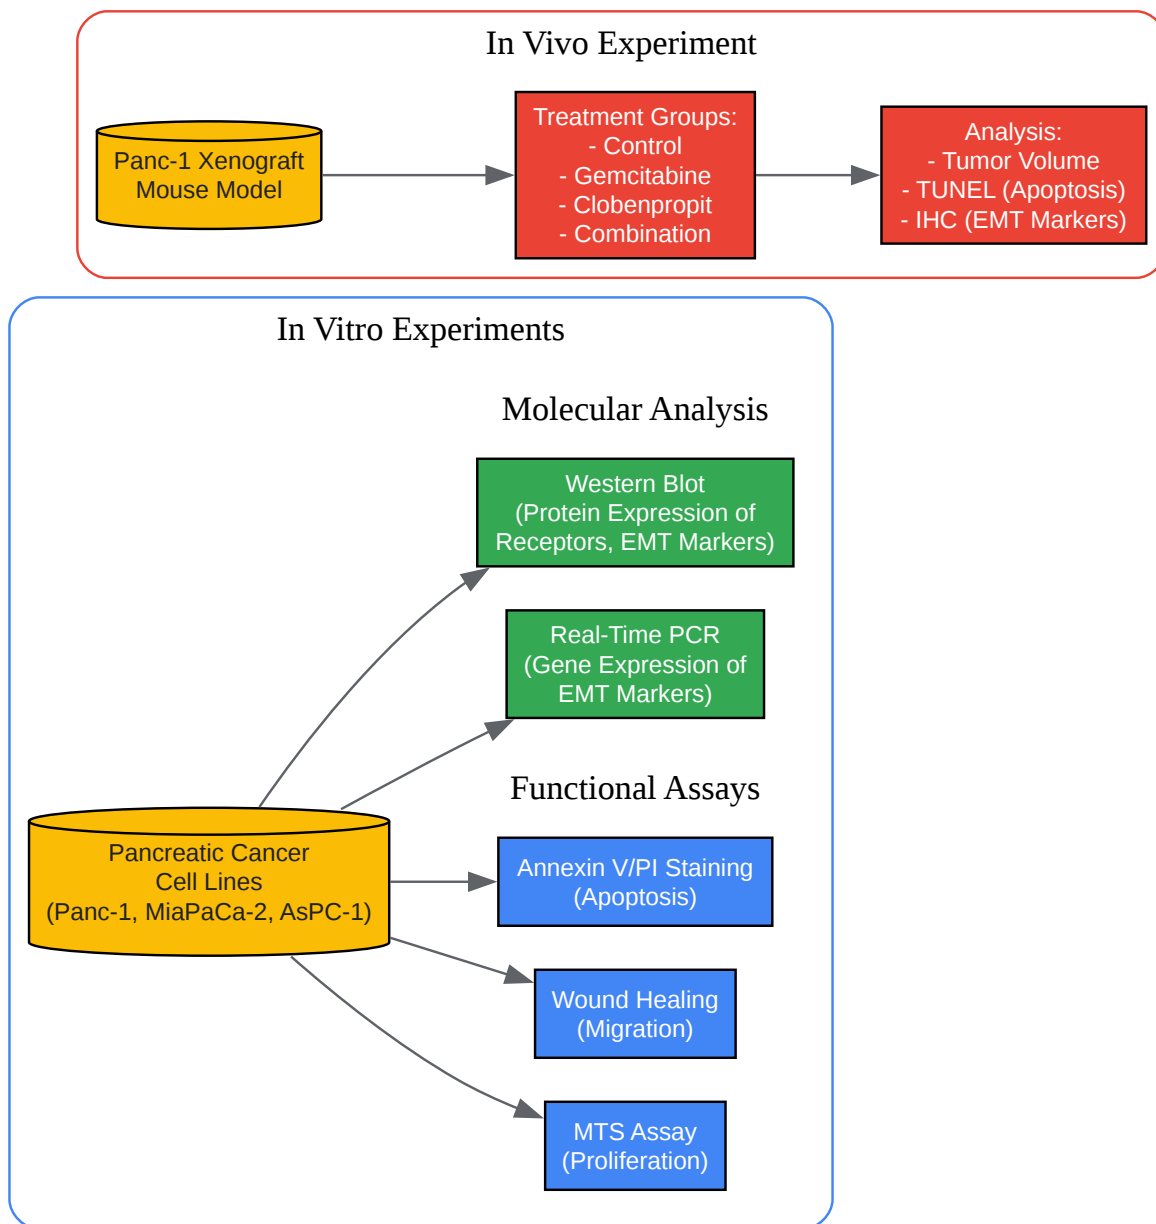 In Vivo Experiment
Panc-1 Xenograft
Mouse Model
Treatment Groups:
- Control
- Gemcitabine
- Clobenpropit
- Combination
Analysis:
- Tumor Volume
- TUNEL (Apoptosis)
- IHC (EMT Markers)
In Vitro Experiments
Molecular Analysis
Western Blot
(Protein Expression of
Receptors, EMT Markers)
Real-Time PCR
(Gene Expression of
EMT Markers)
Functional Assays
Pancreatic Cancer
Cell Lines
(Panc-1, MiaPaCa-2, AsPC-1)
Annexin V/PI Staining
(Apoptosis)
Wound Healing
(Migration)
MTS Assay
(Proliferation)